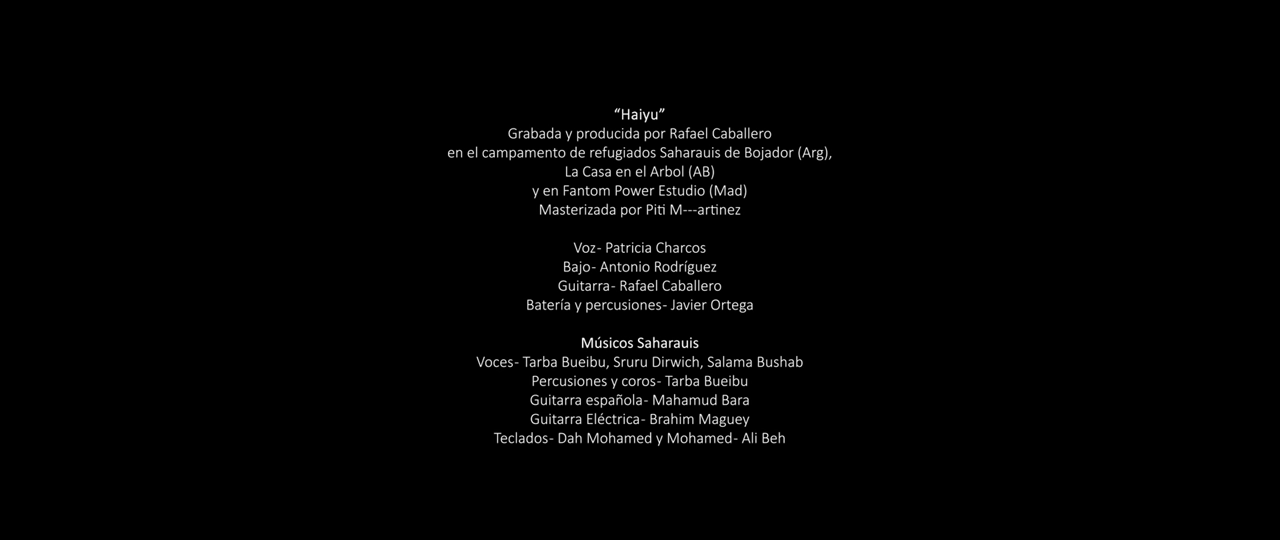 “Haiyu”
Grabada y producida por Rafael Caballero
en el campamento de refugiados Saharauis de Bojador (Arg),
La Casa en el Arbol (AB)
y en Fantom Power Estudio (Mad)
Masterizada por Piti M---artinez
Voz- Patricia Charcos
Bajo- Antonio Rodríguez
Guitarra- Rafael Caballero
Batería y percusiones- Javier Ortega
Músicos Saharauis
Voces- Tarba Bueibu, Sruru Dirwich, Salama Bushab
Percusiones y coros- Tarba Bueibu
Guitarra española- Mahamud Bara
Guitarra Eléctrica- Brahim Maguey
Teclados- Dah Mohamed y Mohamed- Ali Beh